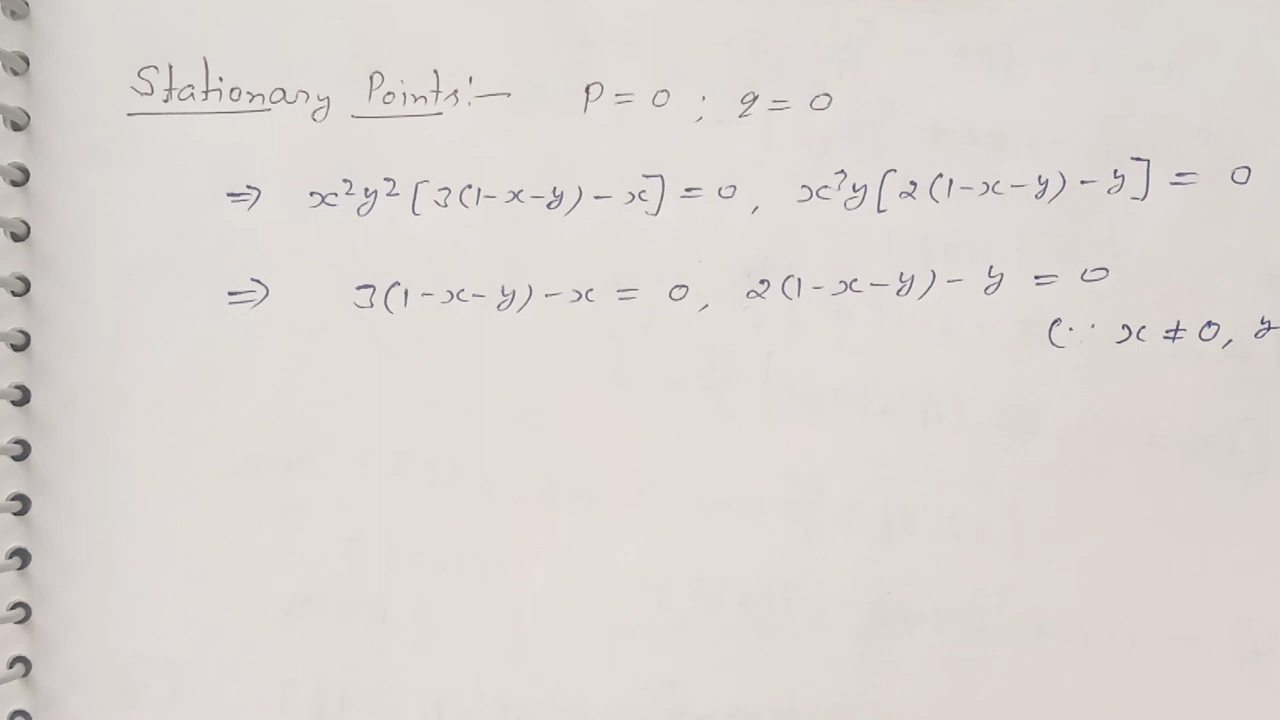 Stationary Points:- p = 0 ; q = 0
⇒ x²y² [3(1-x-y) - x] = 0, x³y [2(1-x-y) - y] = 0
⇒ 3(1-x-y) - x = 0, 2(1-x-y) - y = 0
(∵ x ≠ 0, y